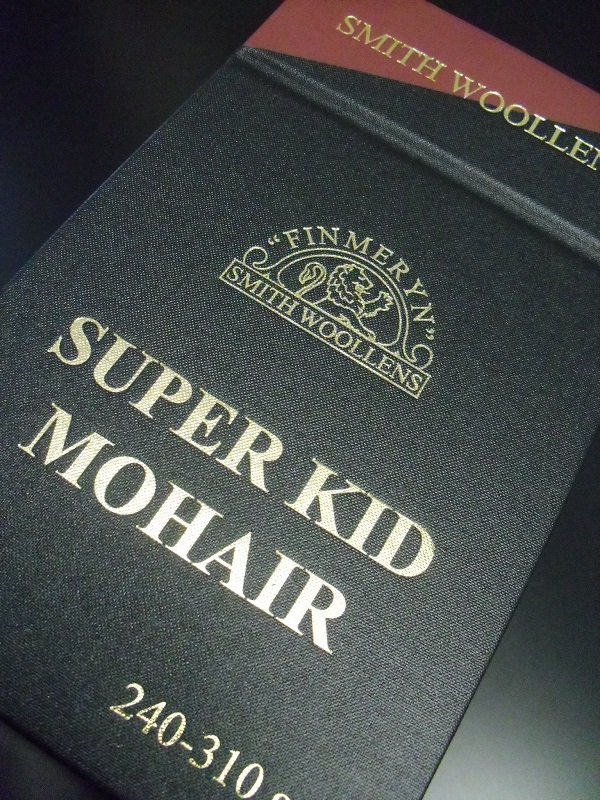 SMITH WOOLLEN
"FINMERYN"
SMITH WOOLLENS
SUPER KID
MOHAIR
240-310